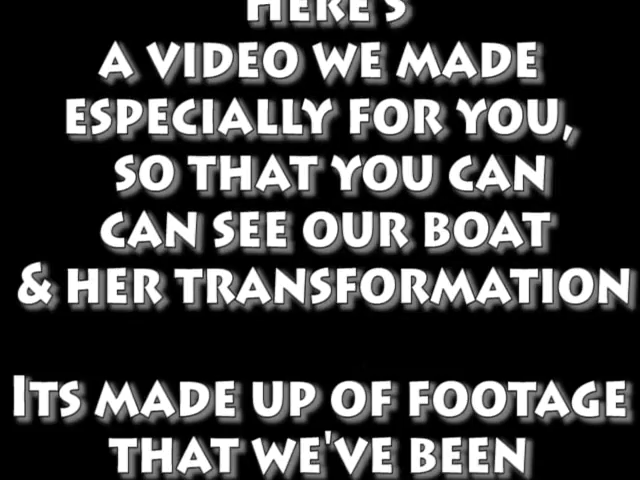 HERE'S
A VIDEO WE MADE
ESPECIALLY FOR YOU,
SO THAT YOU CAN
CAN SEE OUR BOAT
& HER TRANSFORMATION
ITS MADE UP OF FOOTAGE
THAT WE'VE BEEN